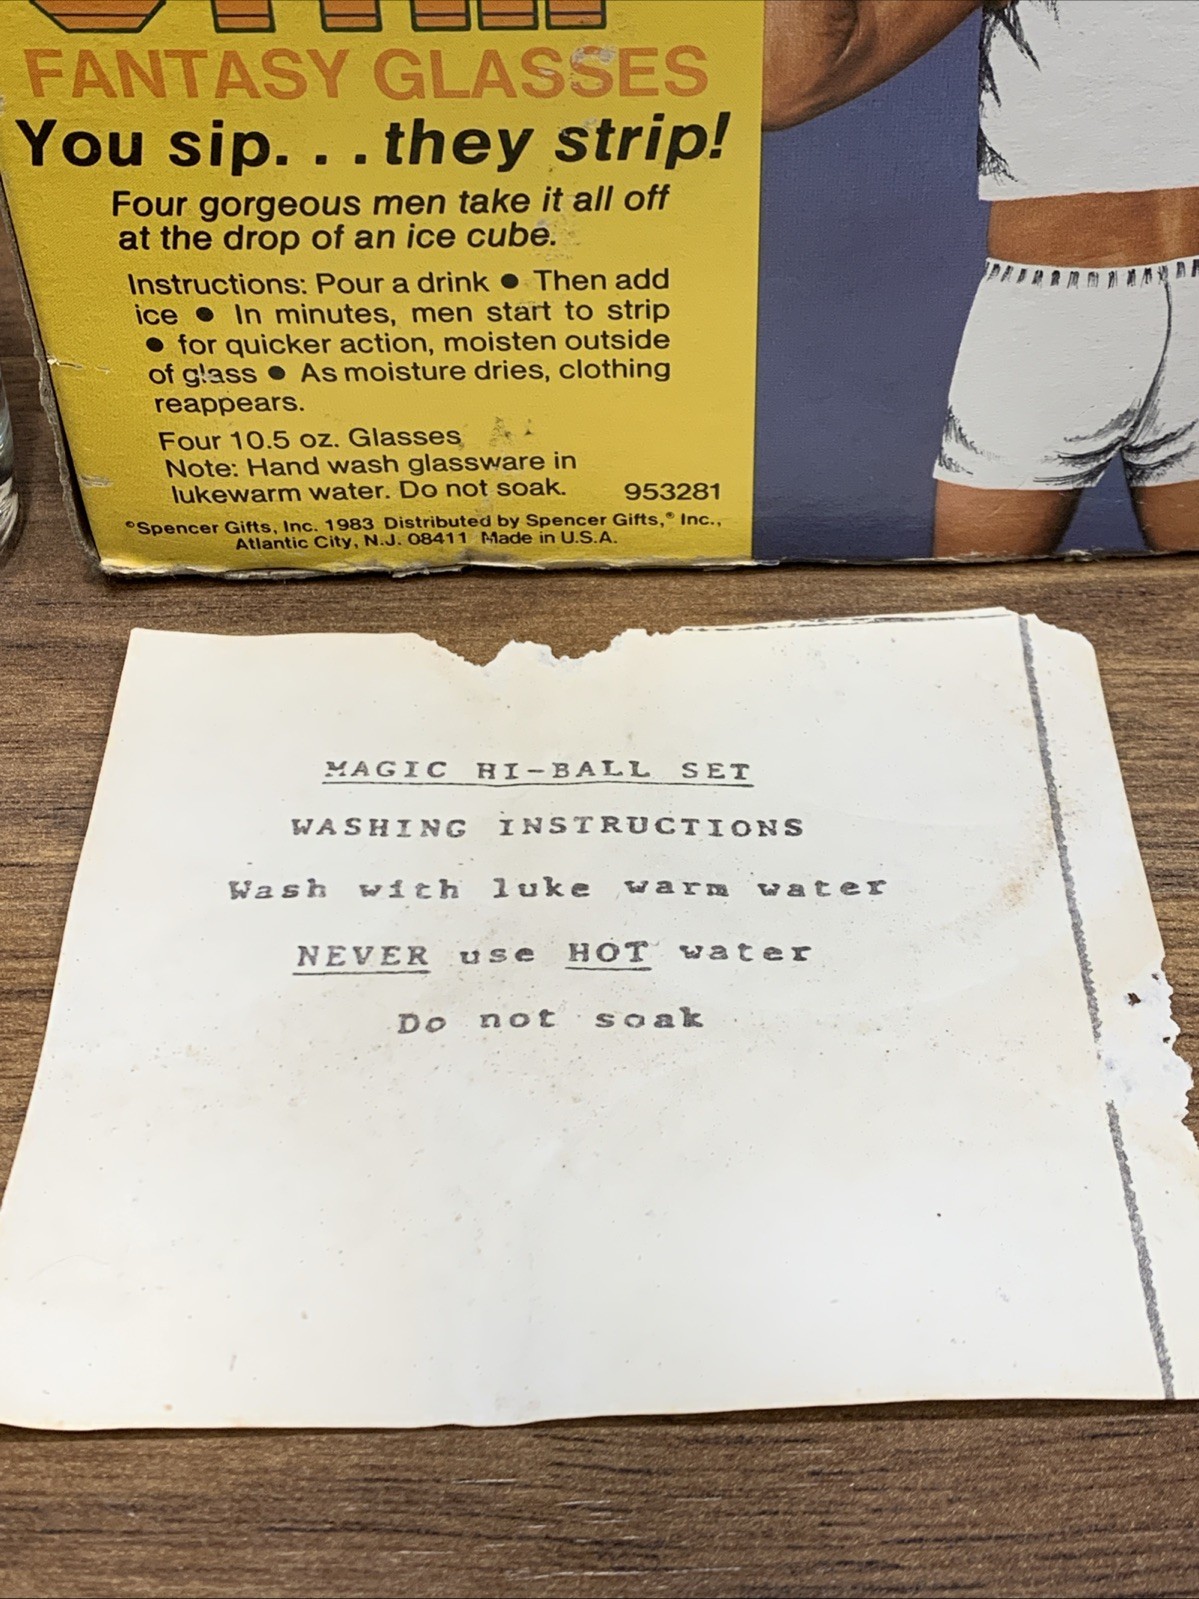 FANTASY GLASSES
You sip. . . they strip!
Four gorgeous men take it all off
at the drop of an ice cube.
Instructions: Pour a drink ● Then add
ice ● In minutes, men start to strip
● for quicker action, moisten outside
of glass ● As moisture dries, clothing
reappears.
Four 10.5 oz. Glasses
Note: Hand wash glassware in
lukewarm water. Do not soak. 953281
©Spencer Gifts, Inc. 1983 Distributed by Spencer Gifts,® Inc.,
Atlantic City, N.J. 08411 Made in U.S.A.
MAGIC HI-BALL SET
WASHING INSTRUCTIONS
Wash with luke warm water
NEVER use HOT water
Do not soak